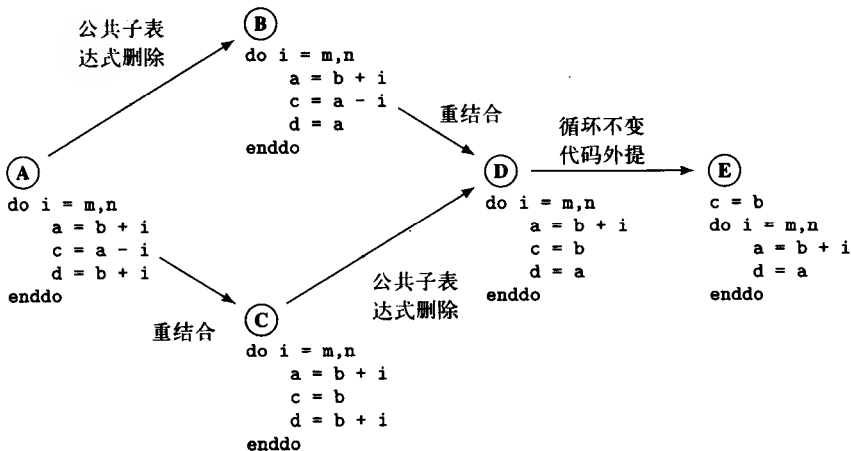 公共子表
达式删除
B
do i = m,n
a = b + i
c = a - i
d = a
enddo
重结合
循环不变
代码外提
A
do i = m,n
a = b + i
c = a - i
d = b + i
enddo
D
do i = m,n
a = b + i
c = b
d = a
enddo
E
c = b
do i = m,n
a = b + i
d = a
enddo
重结合
公共子表
达式删除
C
do i = m,n
a = b + i
c = b
d = b + i
enddo